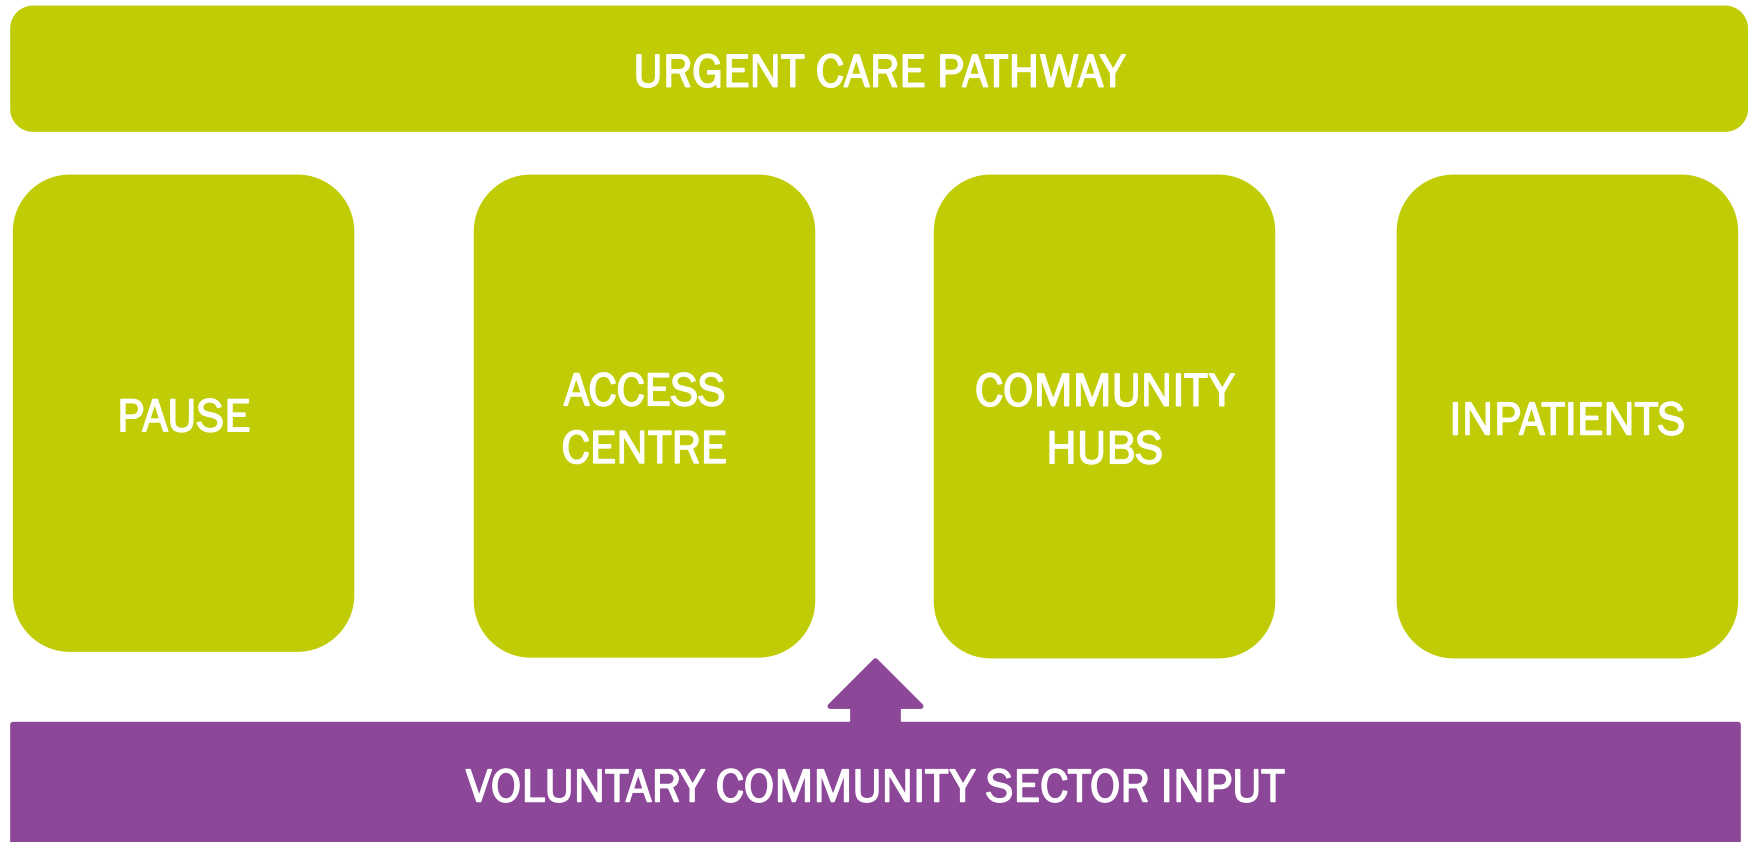 URGENT CARE PATHWAY
PAUSE
ACCESS
CENTRE
COMMUNITY
HUBS
INPATIENTS
VOLUNTARY COMMUNITY SECTOR INPUT